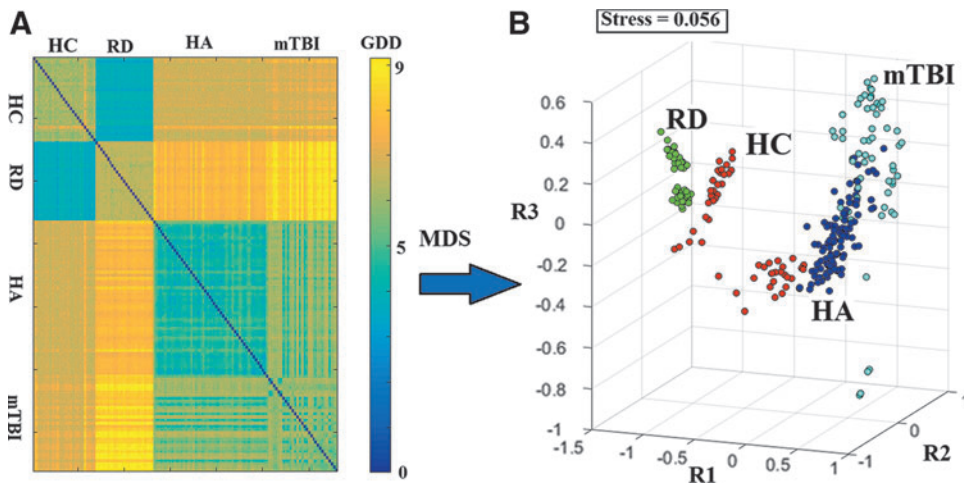 A
HC RD HA mTBI GDD
HC
RD
HA
mTBI
9
5
0
MDS
B
Stress = 0.056
mTBI
RD
HC
HA
R3
0.6
0.4
0.2
0
-0.2
-0.4
-0.6
-0.8
-1
-1.5
-1
-0.5
0
0.5
1
R1
-1
0
1
R2